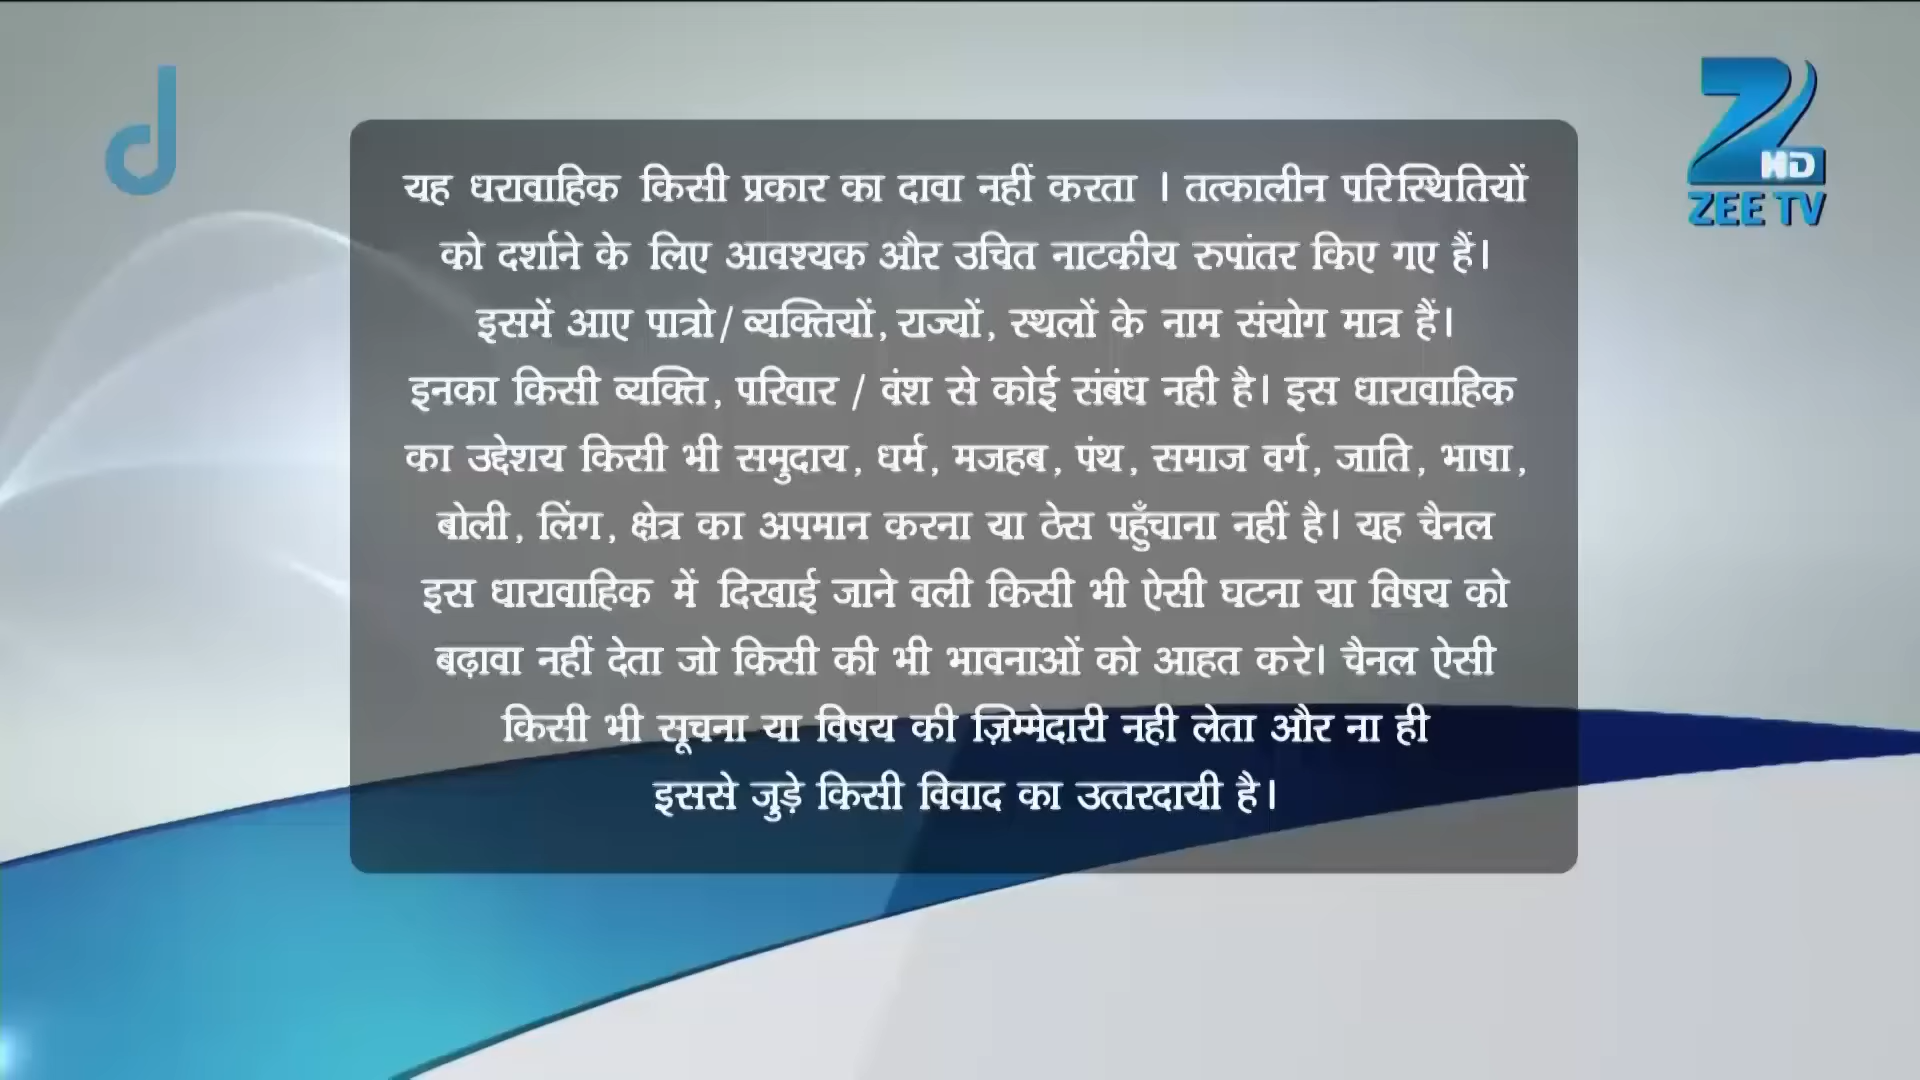 यह धरावाहिक किसी प्रकार का दावा नहीं करता । तत्कालीन परिस्थितियों
को दर्शाने के लिए आवश्यक और उचित नाटकीय रुपांतर किए गए हैं।
इसमें आए पात्रो/ व्यक्तियों, राज्यों, स्थलों के नाम संयोग मात्र हैं।
इनका किसी व्यक्ति, परिवार / वंश से कोई संबंध नही है। इस धारावाहिक
का उद्देशय किसी भी समुदाय, धर्म, मजहब, पंथ, समाज वर्ग, जाति, भाषा,
बोली, लिंग, क्षेत्र का अपमान करना या ठेस पहुँचाना नहीं है। यह चैनल
इस धारावाहिक में दिखाई जाने वली किसी भी ऐसी घटना या विषय को
बढ़ावा नहीं देता जो किसी की भी भावनाओं को आहत करे। चैनल ऐसी
किसी भी सूचना या विषय की ज़िम्मेदारी नही लेता और ना ही
इससे जुड़े किसी विवाद का उत्तरदायी है।
d
Z HD
ZEE TV